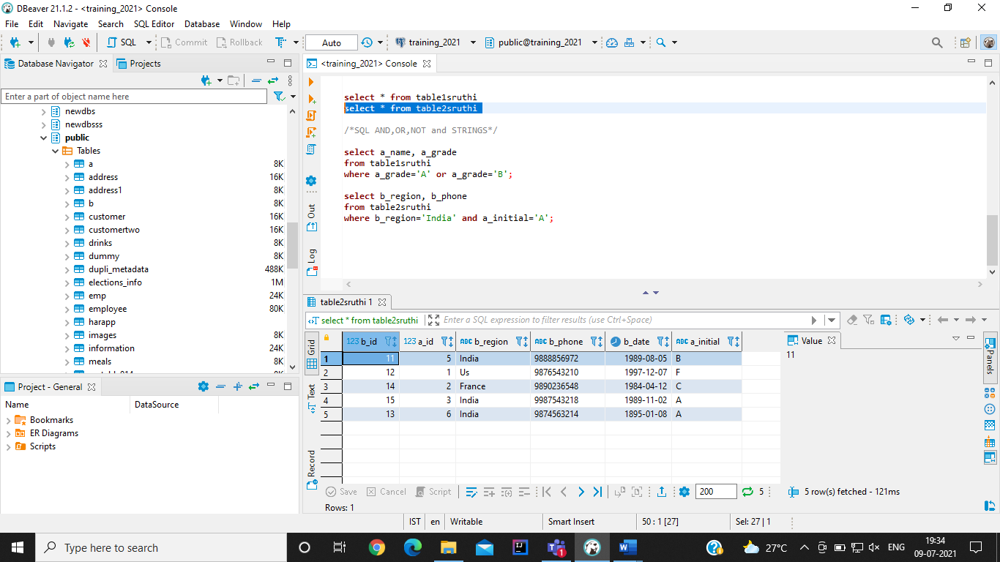 DBeaver 21.1.2 - <training_2021> Console
File Edit Navigate Search SQL Editor Database Window Help
SQL Commit Rollback Auto training_2021 public@training_2021
Database Navigator Projects
Enter a part of object name here
newdbs
newdbsss
public
Tables
a 8K
address 16K
address1 8K
b 8K
customer 16K
customertwo 16K
drinks 8K
dummy 8K
dupli_metadata 488K
elections_info 1M
emp 24K
employee 80K
harapp 8K
images 8K
information 24K
meals 8K
Project - General
Name DataSource
Bookmarks
ER Diagrams
Scripts
<training_2021> Console
Out
Log
select * from table1sruthi
select * from table2sruthi
/*SQL AND,OR,NOT and STRINGS*/
select a_name, a_grade
from table1sruthi
where a_grade='A' or a_grade='B';
select b_region, b_phone
from table2sruthi
where b_region='India' and a_initial='A';
table2sruthi 1
select * from table2sruthi Enter a SQL expression to filter results (use Ctrl+Space)
Grid
Text
Record
123 b_id 123 a_id ABC b_region ABC b_phone b_date ABC a_initial
1 11 5 India 9888856972 1989-08-05 B
2 12 1 Us 9876543210 1997-12-07 F
3 14 2 France 9890236548 1984-04-12 C
4 15 3 India 9987543218 1989-11-02 A
5 13 6 India 9874563214 1895-01-08 A
Value
11
Panels
Save Cancel Script 200 5 5 row(s) fetched - 121ms
Rows: 1
IST en Writable Smart Insert 50 : 1 [27] Sel: 27 | 1
Type here to search
1
27°C ENG
19:34
09-07-2021